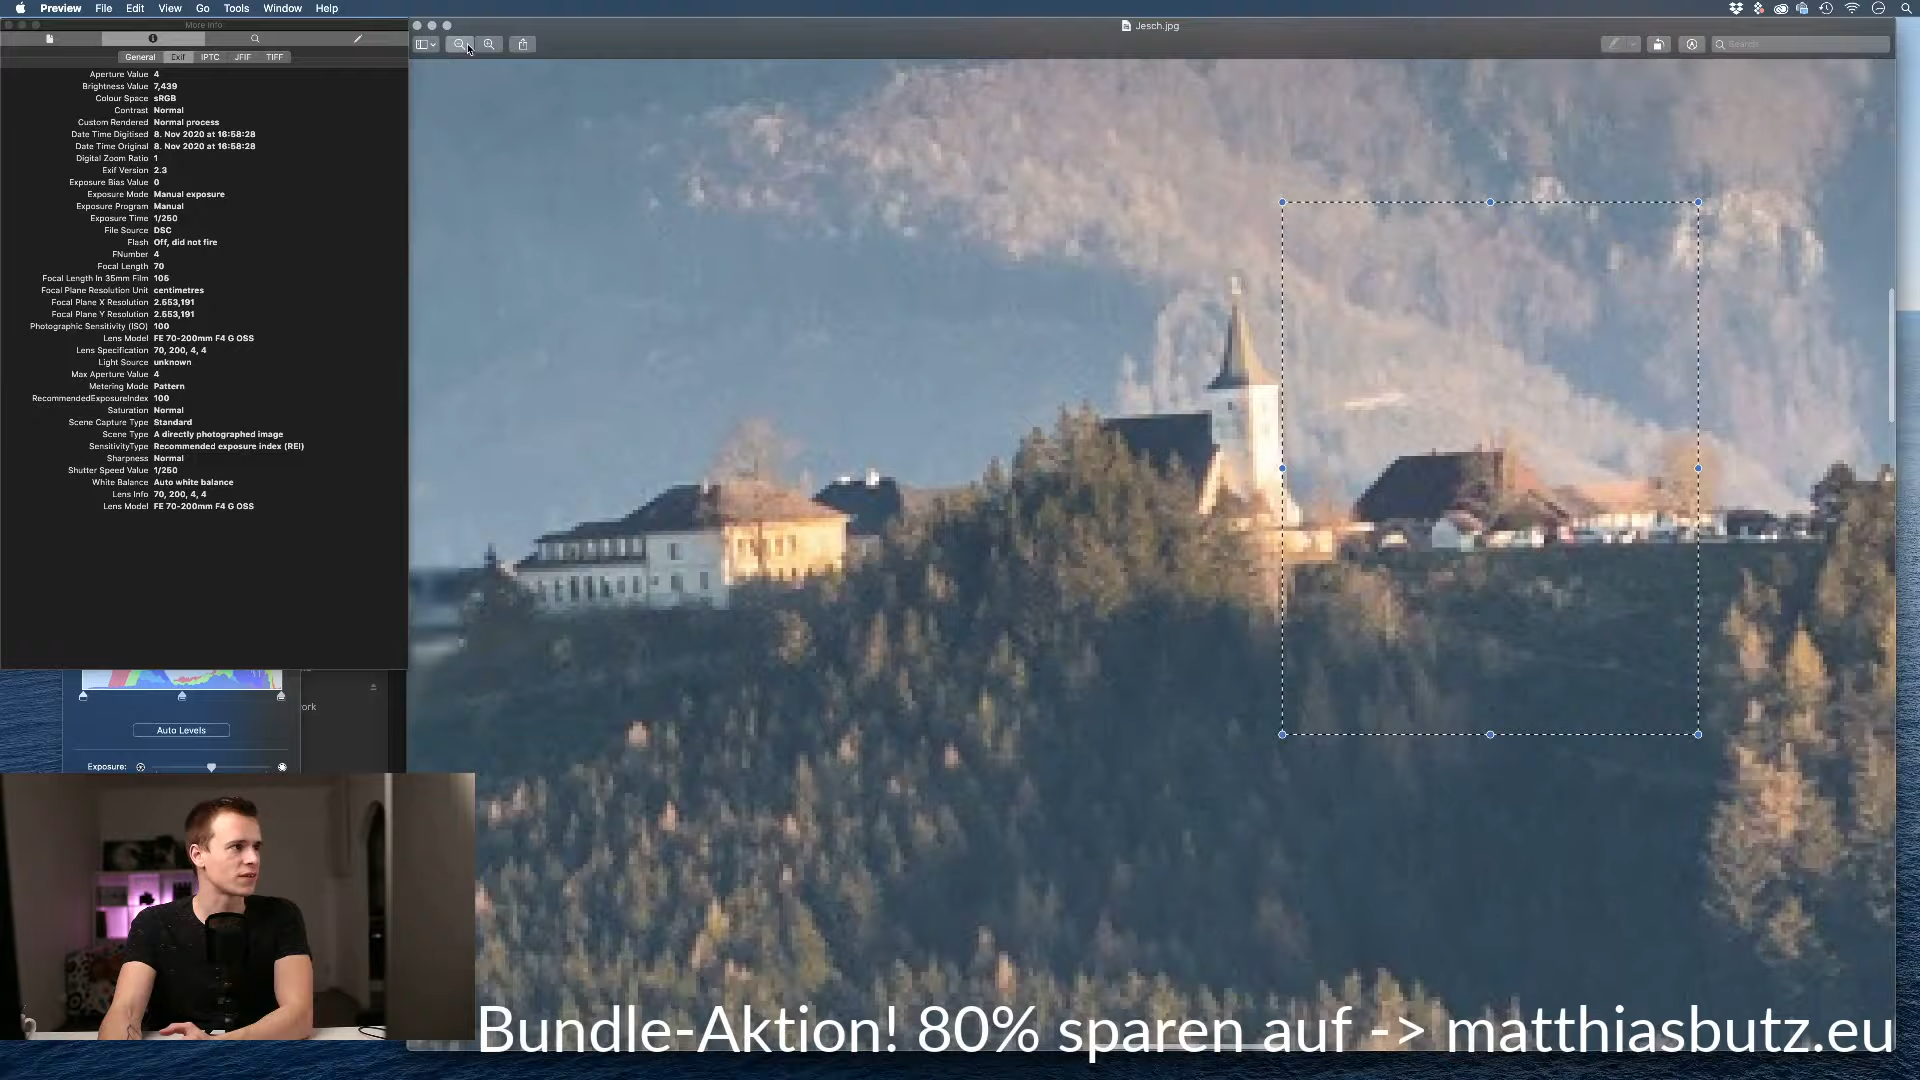 Preview File Edit View Go Tools Window Help
More Info
Jesch.jpg
Search
General Exif IPTC JFIF TIFF
Aperture Value 4
Brightness Value 7,439
Colour Space sRGB
Contrast Normal
Custom Rendered Normal process
Date Time Digitised 8. Nov 2020 at 16:58:28
Date Time Original 8. Nov 2020 at 16:58:28
Digital Zoom Ratio 1
Exif Version 2.3
Exposure Bias Value 0
Exposure Mode Manual exposure
Exposure Program Manual
Exposure Time 1/250
File Source DSC
Flash Off, did not fire
FNumber 4
Focal Length 70
Focal Length In 35mm Film 105
Focal Plane Resolution Unit centimetres
Focal Plane X Resolution 2.553,191
Focal Plane Y Resolution 2.553,191
Photographic Sensitivity (ISO) 100
Lens Model FE 70-200mm F4 G OSS
Lens Specification 70, 200, 4, 4
Light Source unknown
Max Aperture Value 4
Metering Mode Pattern
RecommendedExposureIndex 100
Saturation Normal
Scene Capture Type Standard
Scene Type A directly photographed image
SensitivityType Recommended exposure index (REI)
Sharpness Normal
Shutter Speed Value 1/250
White Balance Auto white balance
Lens Info 70, 200, 4, 4
Lens Model FE 70-200mm F4 G OSS
ork
Auto Levels
Exposure:
Bundle-Aktion! 80% sparen auf -> matthiasbutz.eu